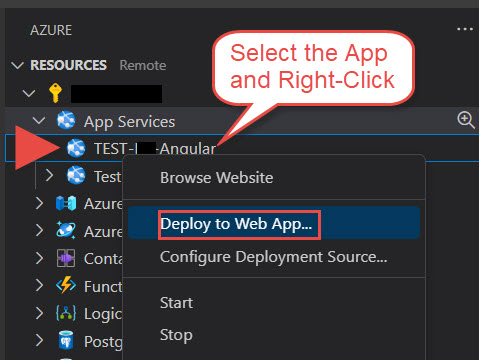 AZURE
Select the App
and Right-Click
RESOURCES Remote
App Services
TEST- -Angular
Test
Browse Website
Azure
Deploy to Web App...
Azure
Configure Deployment Source...
Conta
Funct
Start
Logic
Stop
Postg